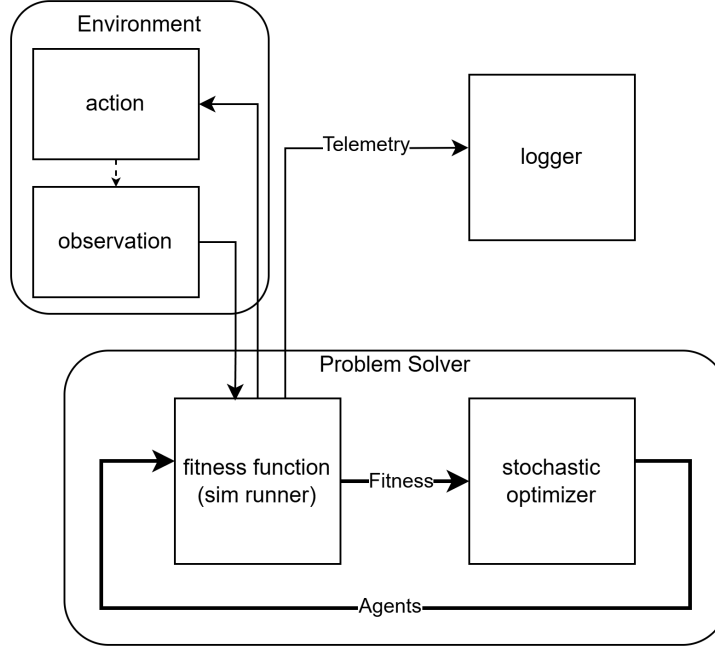 Environment
action
observation
Telemetry
logger
Problem Solver
fitness function
(sim runner)
Fitness
stochastic
optimizer
Agents